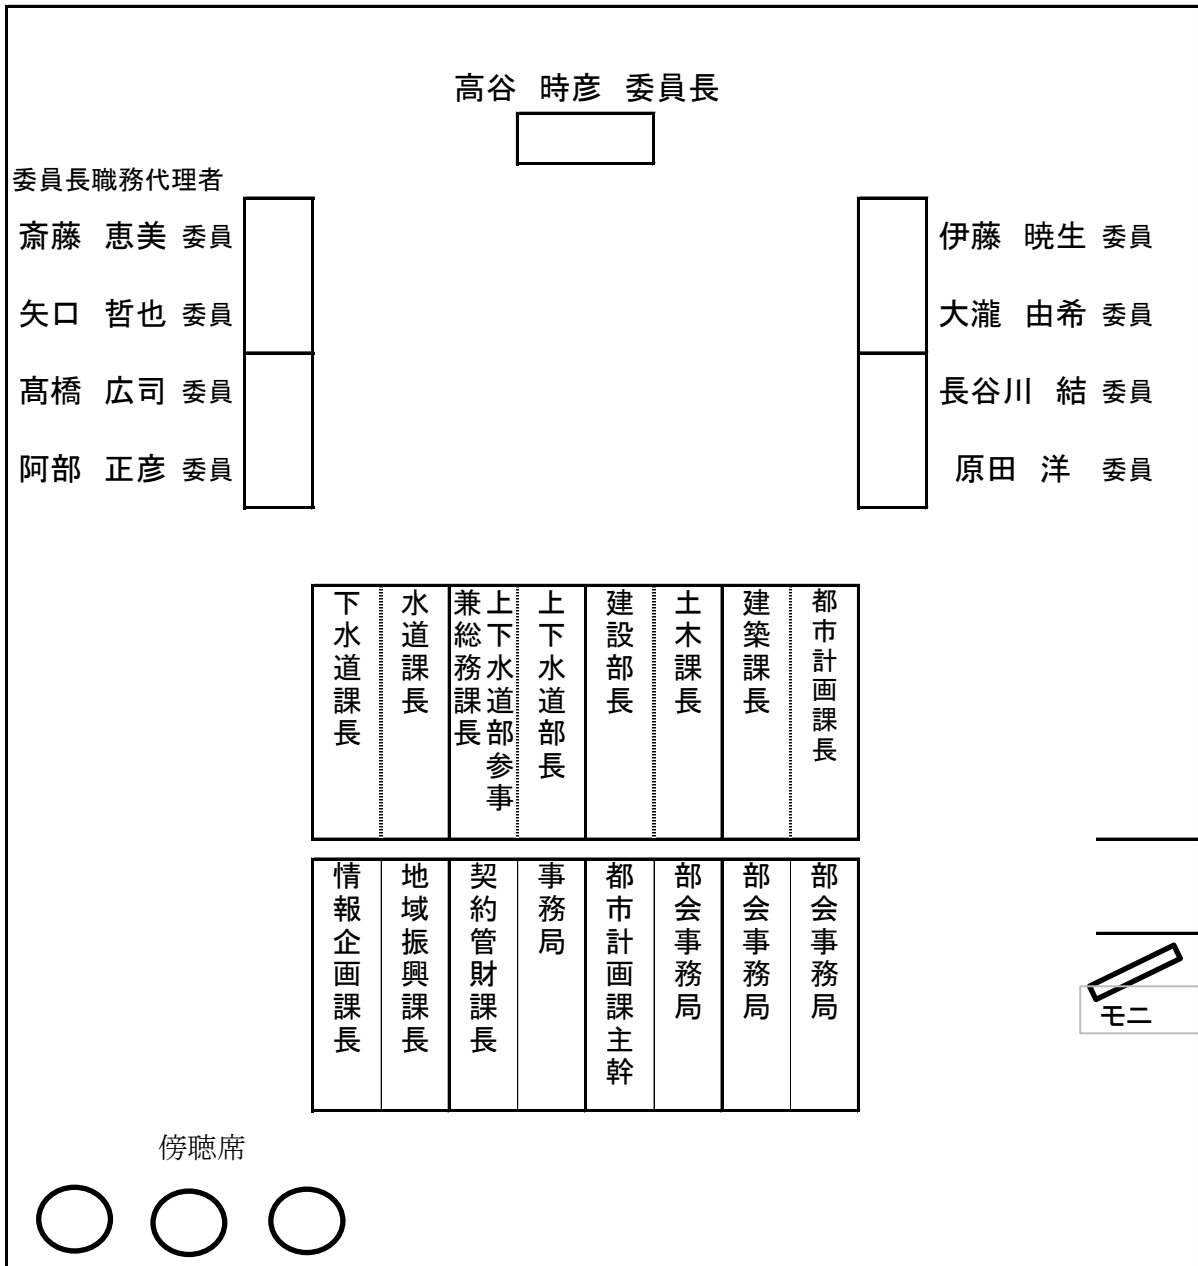 高谷 時彦 委員長
委員長職務代理者
斎藤 恵美 委員
矢口 哲也 委員
髙橋 広司 委員
阿部 正彦 委員
伊藤 暁生 委員
大瀧 由希 委員
長谷川 結 委員
原田 洋 委員
下水道課長
水道課長
上下水道部参事
兼総務課長
上下水道部長
建設部長
土木課長
建築課長
都市計画課長
情報企画課長
地域振興課長
契約管財課長
事務局
都市計画課主幹
部会事務局
部会事務局
部会事務局
モニ
傍聴席